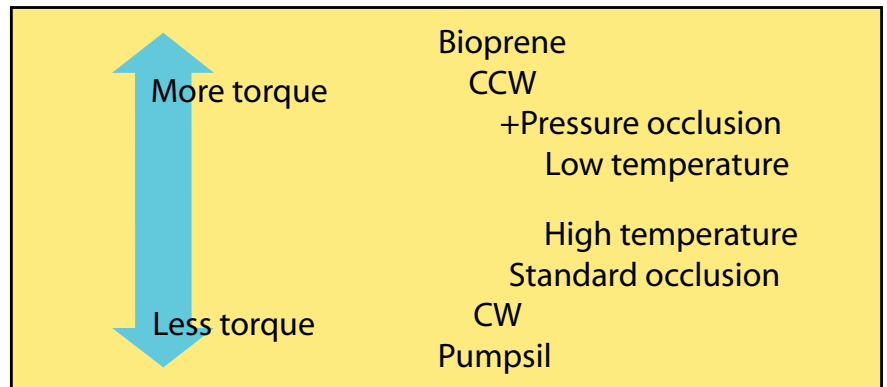 Bioprene
More torque
CCW
+Pressure occlusion
Low temperature
High temperature
Standard occlusion
Less torque
CW
Pumpsil